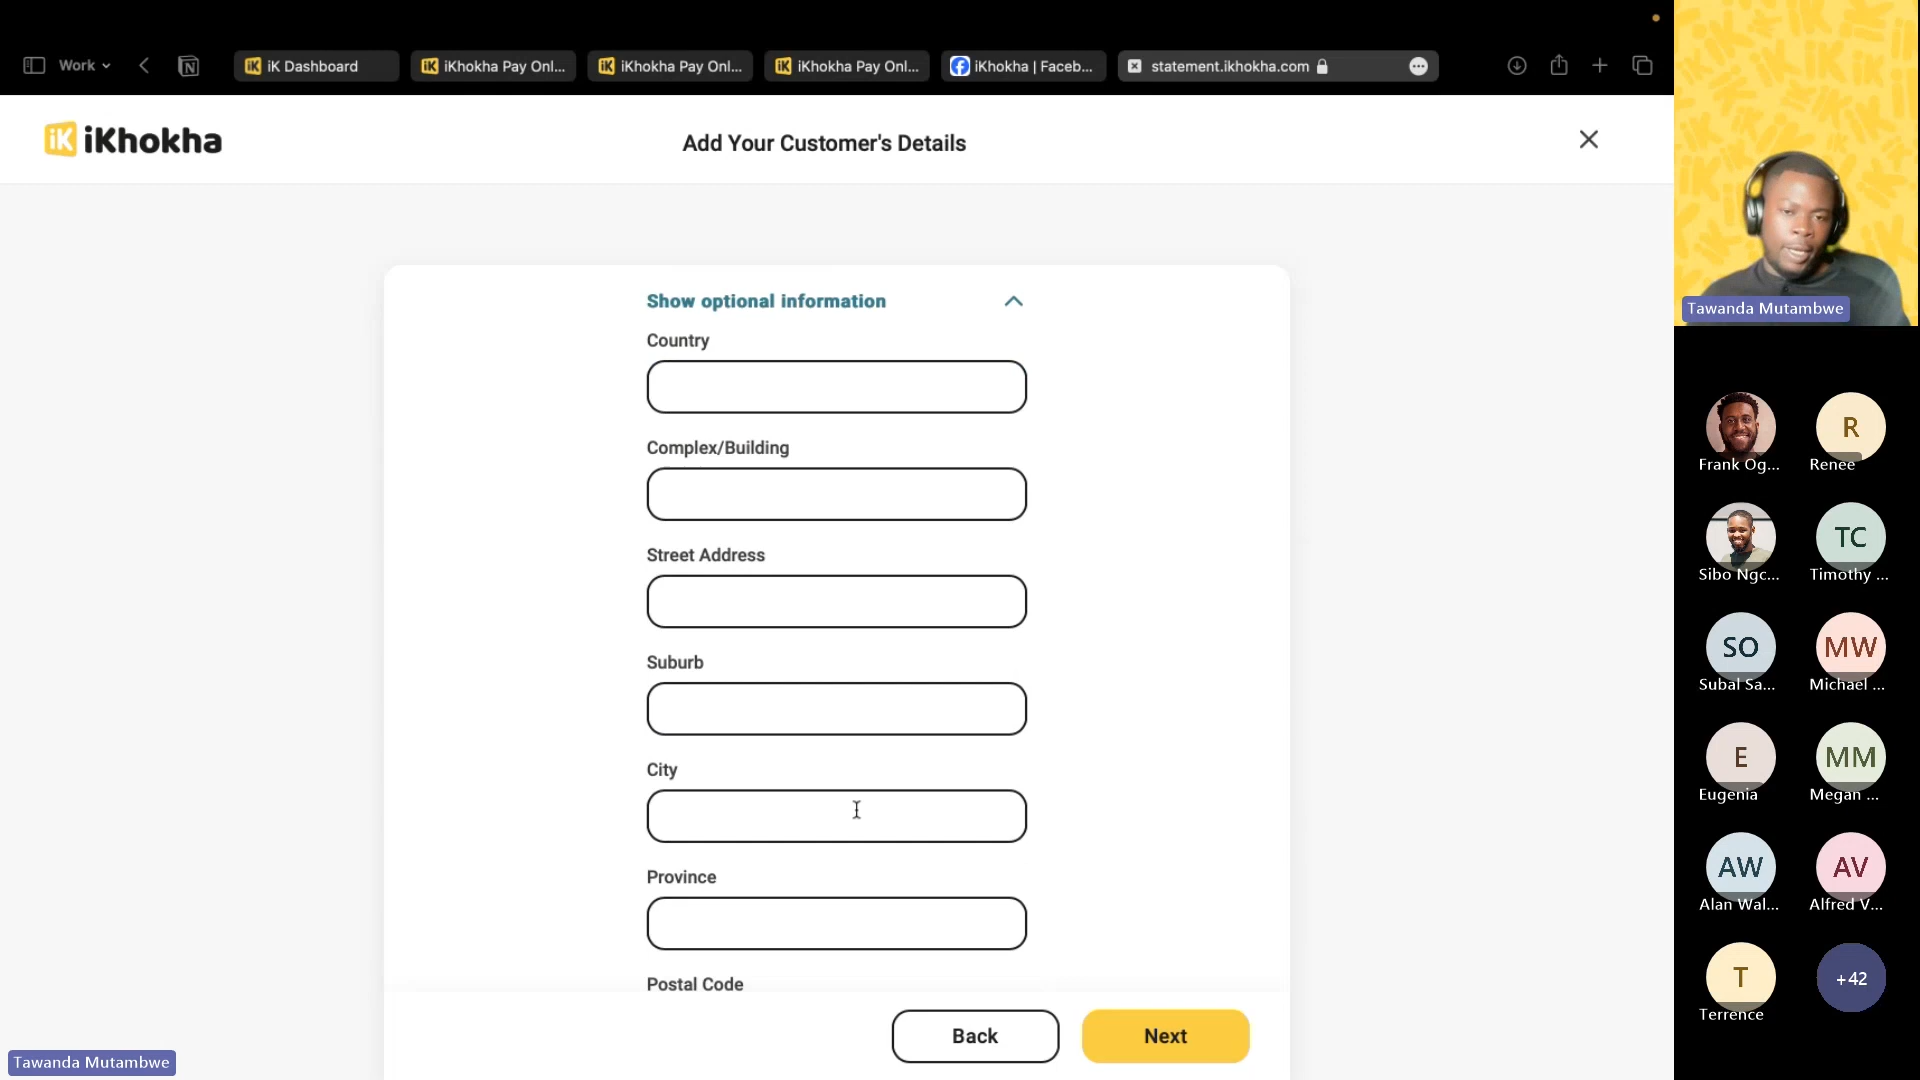 Work
iK Dashboard
iKhokha Pay Onl...
iKhokha Pay Onl...
iKhokha Pay Onl...
iKhokha | Faceb...
statement.ikhokha.com
iK iKhokha
Add Your Customer's Details
Show optional information
Country
Complex/Building
Street Address
Suburb
City
Province
Postal Code
Back
Next
Tawanda Mutambwe
Tawanda Mutambwe
Frank Og...
R
Renee
Sibo Ngc...
TC
Timothy ...
SO
Subal Sa...
MW
Michael ...
E
Eugenia
MM
Megan ...
AW
Alan Wal...
AV
Alfred V...
T
Terrence
+42